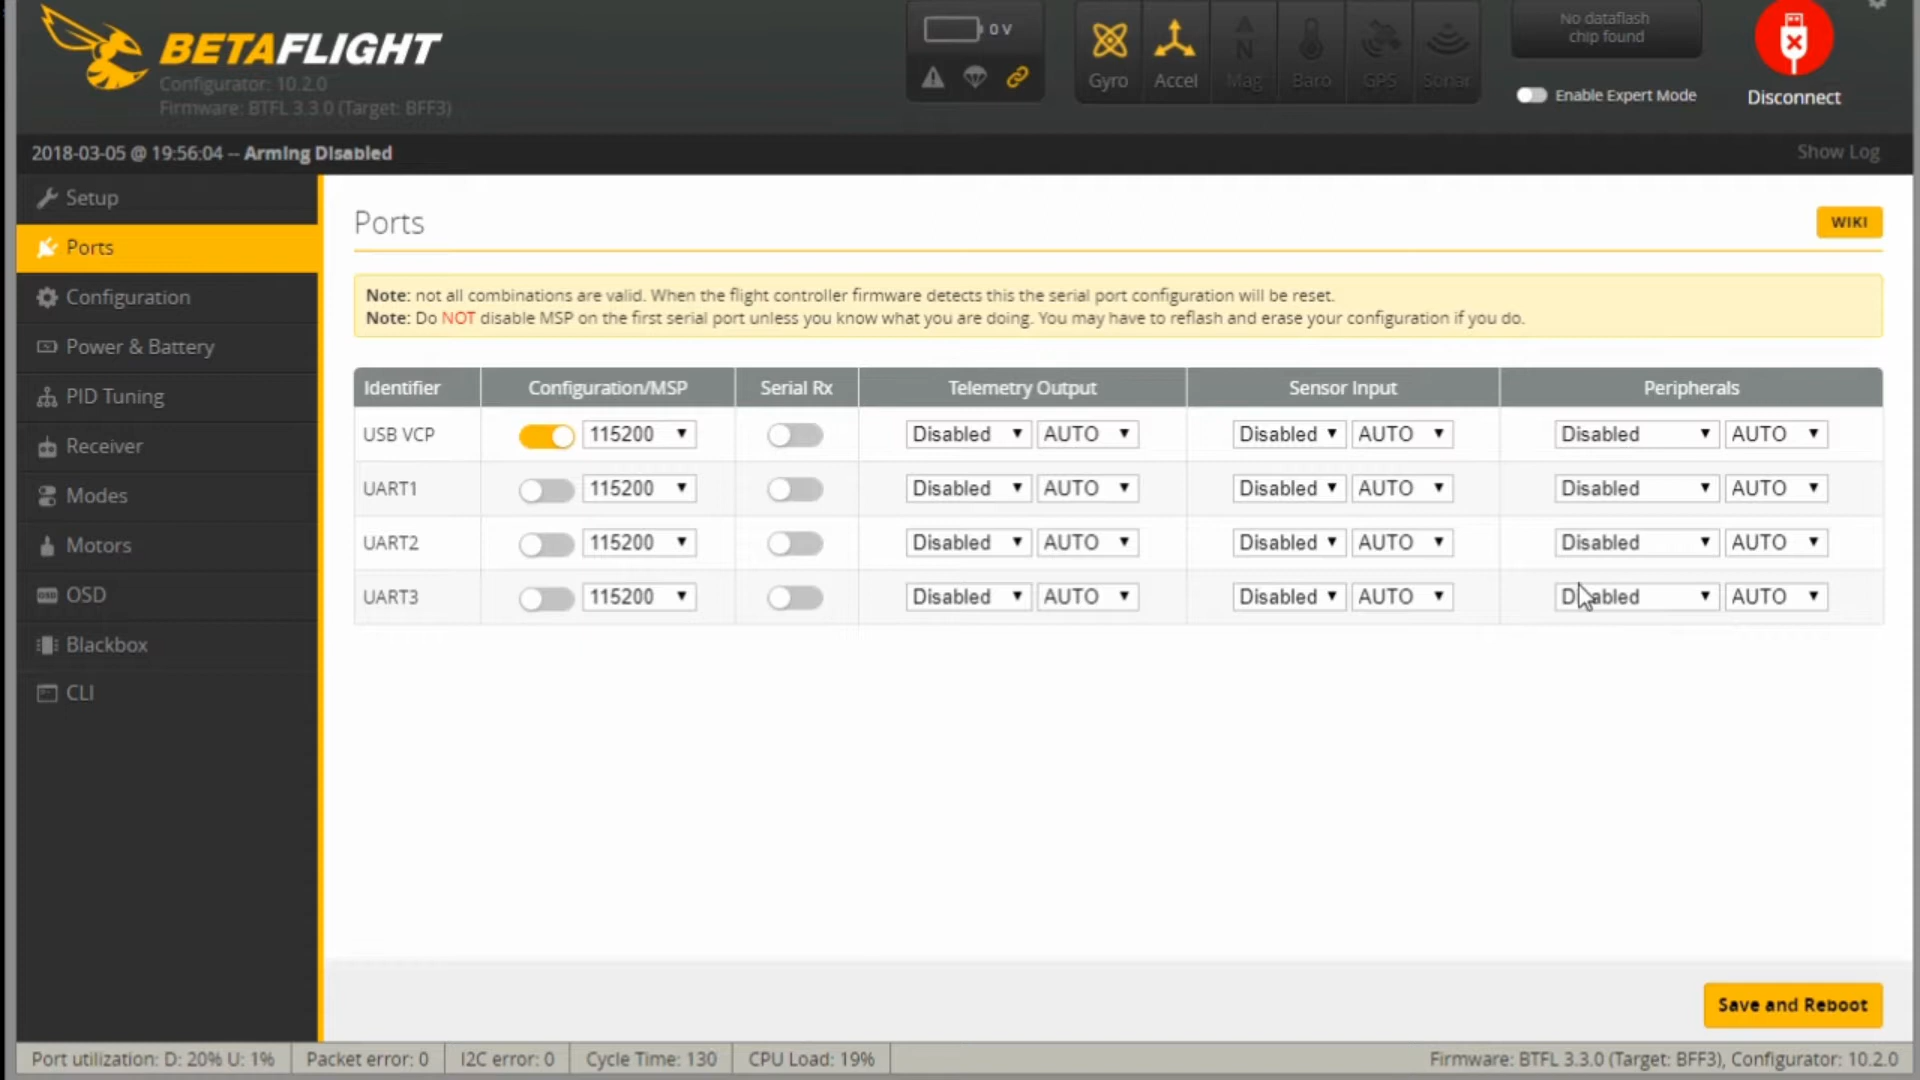 BETAFLIGHT
Configurator: 10.2.0
Firmware: BTFL 3.3.0 (Target: BFF3)
0 V
Gyro Accel Mag Baro GPS Sonar
No dataflash
chip found
Enable Expert Mode
Disconnect
2018-03-05 @ 19:56:04 -- Arming Disabled
Show Log
Setup
Ports
Configuration
Power & Battery
PID Tuning
Receiver
Modes
Motors
OSD
Blackbox
CLI
Ports
WIKI
Note: not all combinations are valid. When the flight controller firmware detects this the serial port configuration will be reset.
Note: Do NOT disable MSP on the first serial port unless you know what you are doing. You may have to reflash and erase your configuration if you do.
Identifier Configuration/MSP Serial Rx Telemetry Output Sensor Input Peripherals
USB VCP 115200 Disabled AUTO Disabled AUTO Disabled AUTO
UART1 115200 Disabled AUTO Disabled AUTO Disabled AUTO
UART2 115200 Disabled AUTO Disabled AUTO Disabled AUTO
UART3 115200 Disabled AUTO Disabled AUTO Disabled AUTO
Save and Reboot
Port utilization: D: 20% U: 1% Packet error: 0 I2C error: 0 Cycle Time: 130 CPU Load: 19% Firmware: BTFL 3.3.0 (Target: BFF3), Configurator: 10.2.0